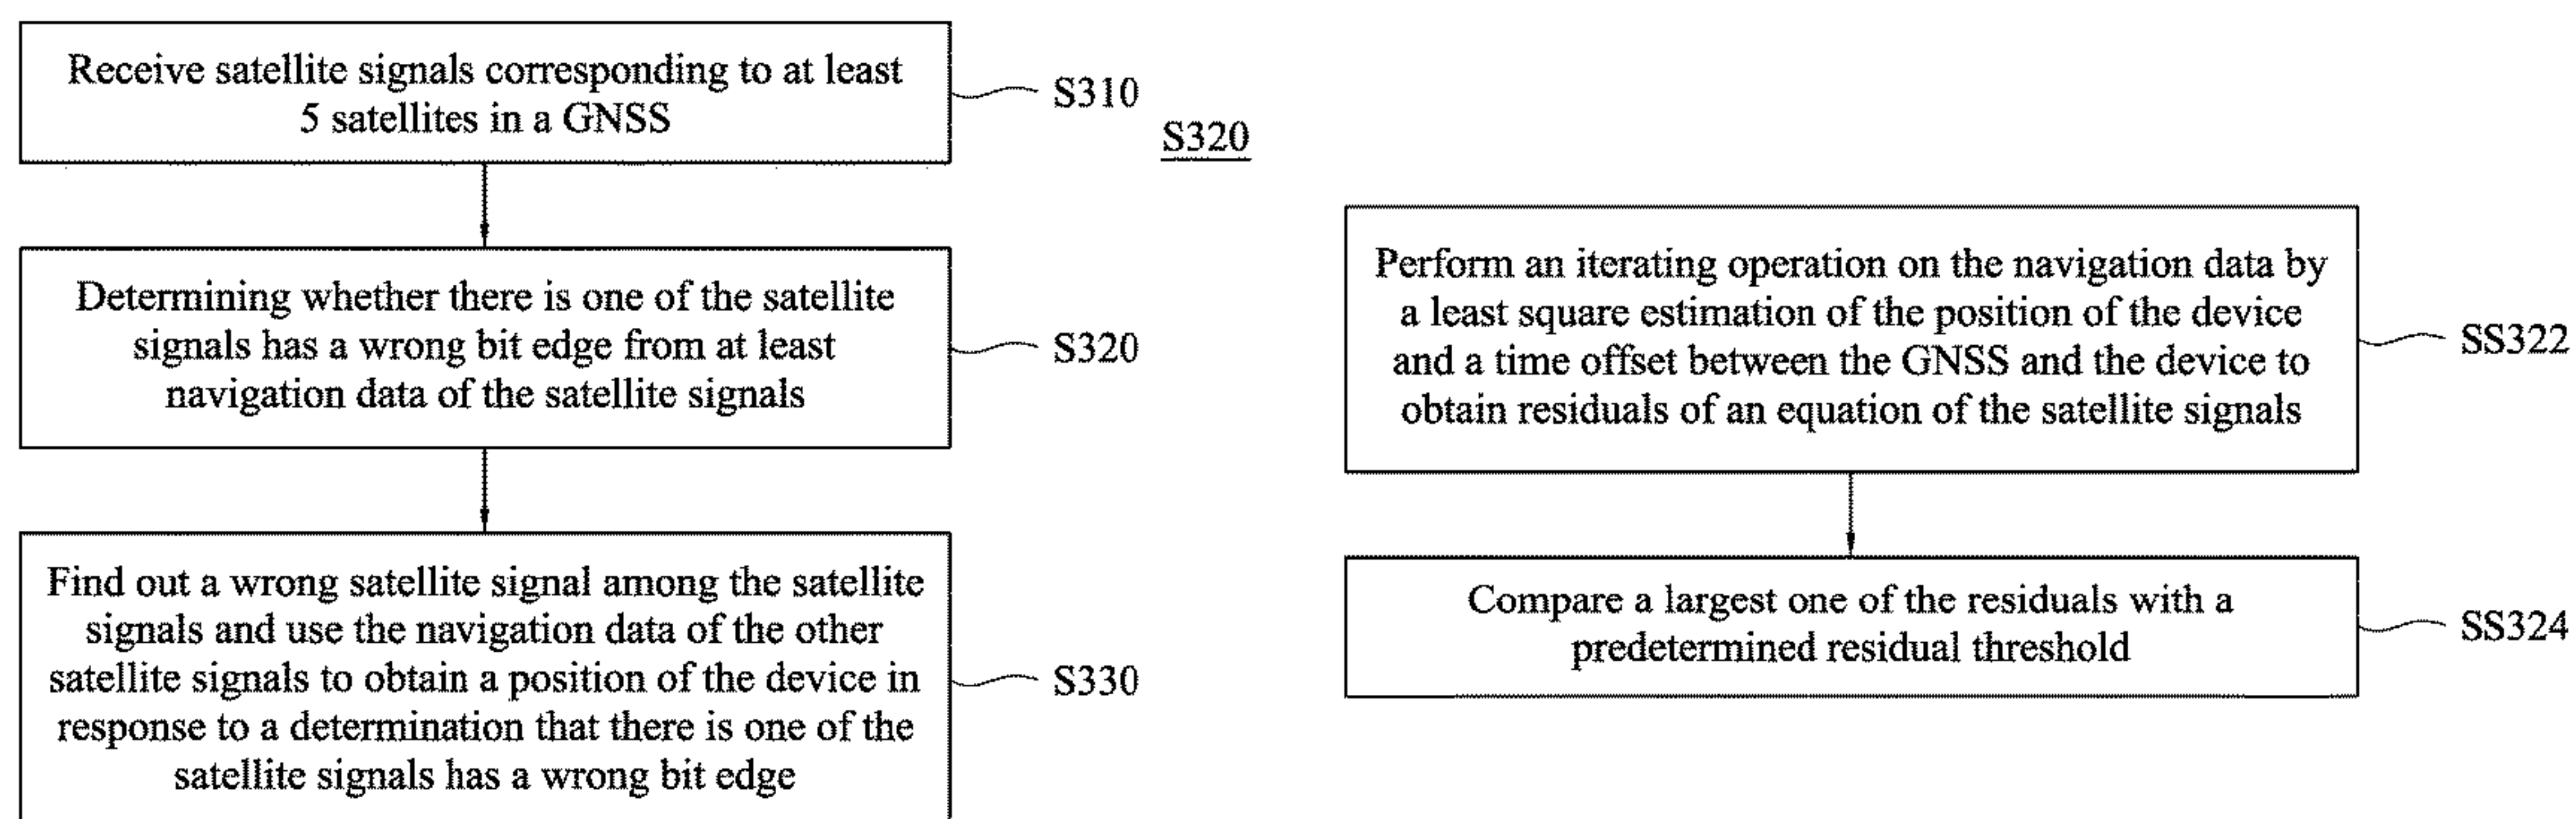 Receive satellite signals corresponding to at least
5 satellites in a GNSS
S310
Determining whether there is one of the satellite
signals has a wrong bit edge from at least
navigation data of the satellite signals
S320
Find out a wrong satellite signal among the satellite
signals and use the navigation data of the other
satellite signals to obtain a position of the device in
response to a determination that there is one of the
satellite signals has a wrong bit edge
S330
S320
Perform an iterating operation on the navigation data by
a least square estimation of the position of the device
and a time offset between the GNSS and the device to
obtain residuals of an equation of the satellite signals
SS322
Compare a largest one of the residuals with a
predetermined residual threshold
SS324